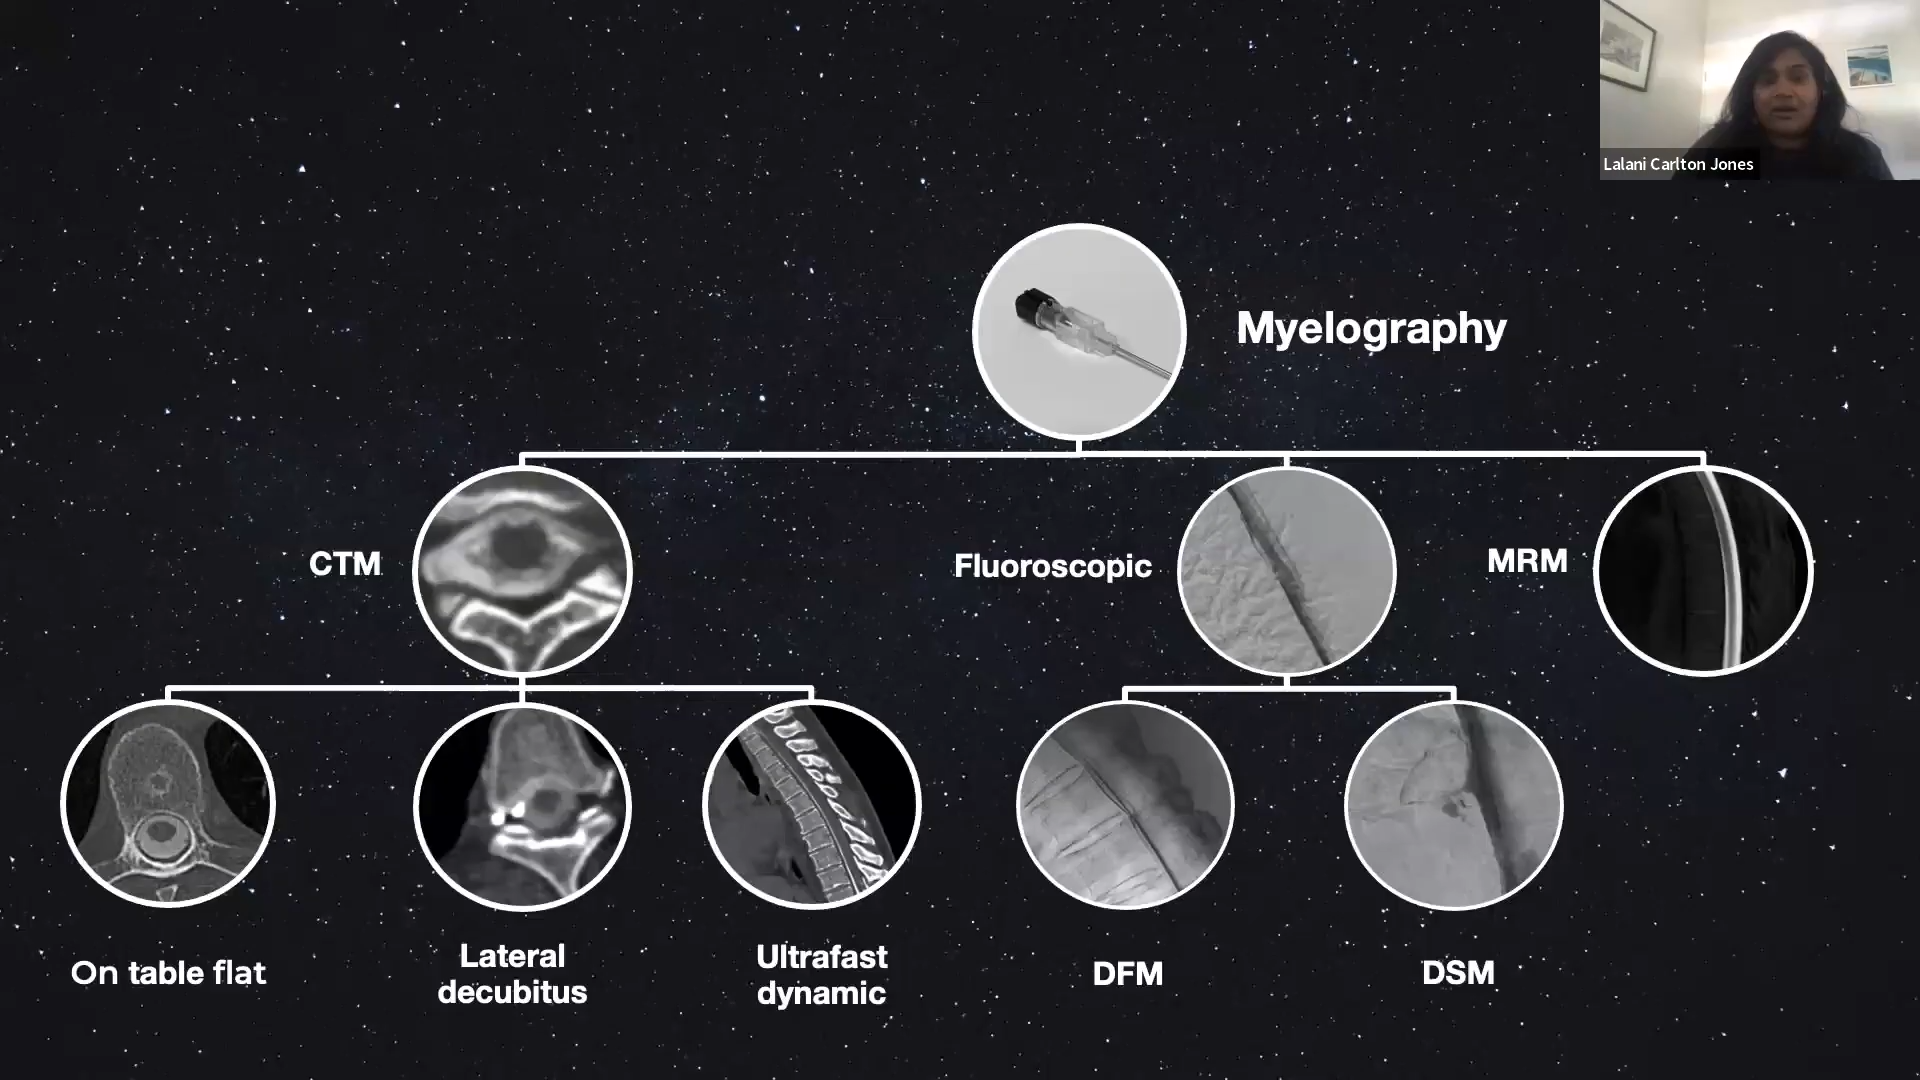 Lalani Carlton Jones
Myelography
CTM
Fluoroscopic
MRM
On table flat
Lateral
decubitus
Ultrafast
dynamic
DFM
DSM